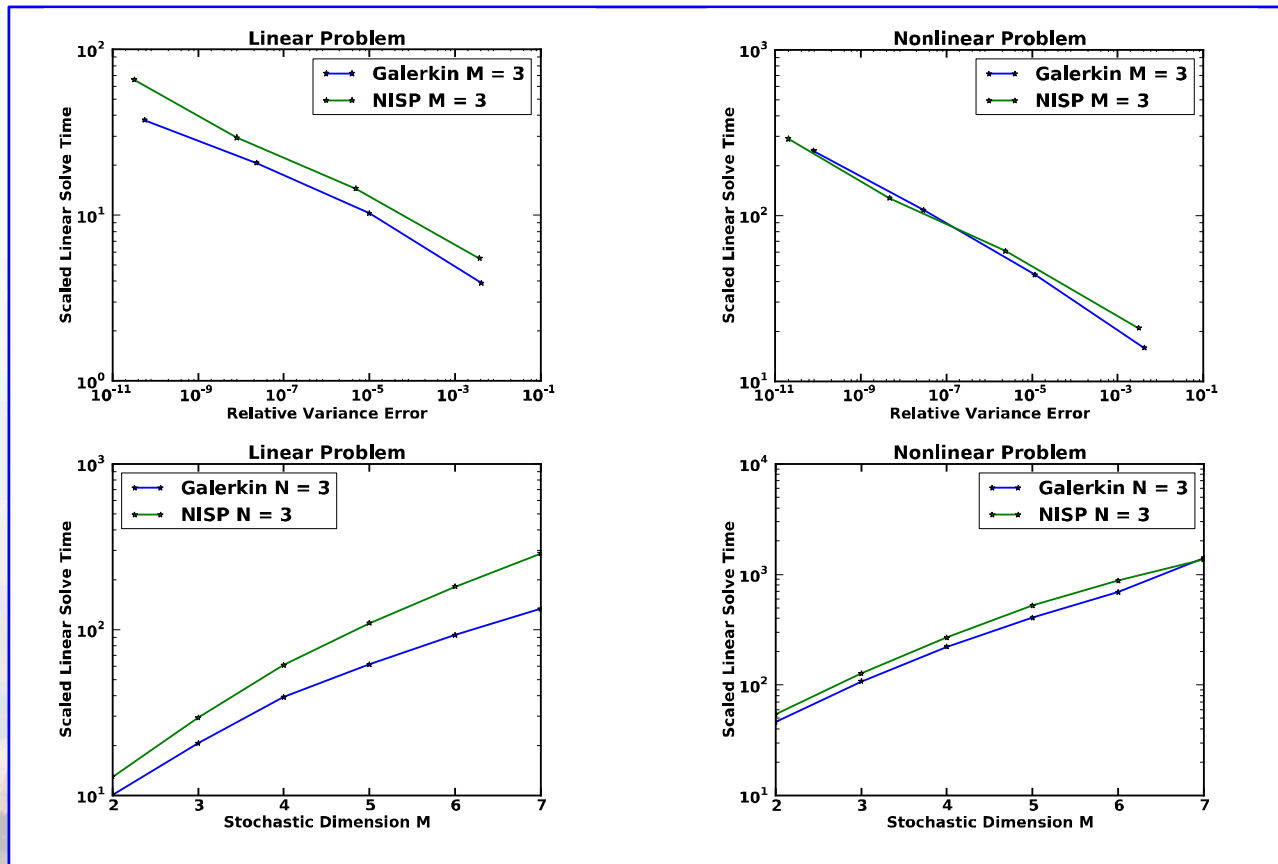 Linear Problem
10^2
10^1
10^0
Scaled Linear Solve Time
Galerkin M = 3
NISP M = 3
10^-11 10^-9 10^-7 10^-5 10^-3 10^-1
Relative Variance Error
Nonlinear Problem
10^3
10^2
10^1
Scaled Linear Solve Time
Galerkin M = 3
NISP M = 3
10^-11 10^-9 10^-7 10^-5 10^-3 10^-1
Relative Variance Error
Linear Problem
10^3
10^2
10^1
Scaled Linear Solve Time
Galerkin N = 3
NISP N = 3
2 3 4 5 6 7
Stochastic Dimension M
Nonlinear Problem
10^4
10^3
10^2
10^1
Scaled Linear Solve Time
Galerkin N = 3
NISP N = 3
2 3 4 5 6 7
Stochastic Dimension M